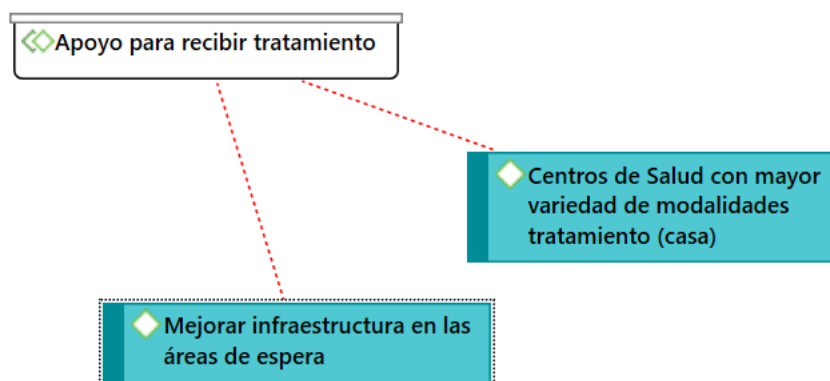 Apoyo para recibir tratamiento
Centros de Salud con mayor
variedad de modalidades
tratamiento (casa)
Mejorar infraestructura en las
áreas de espera